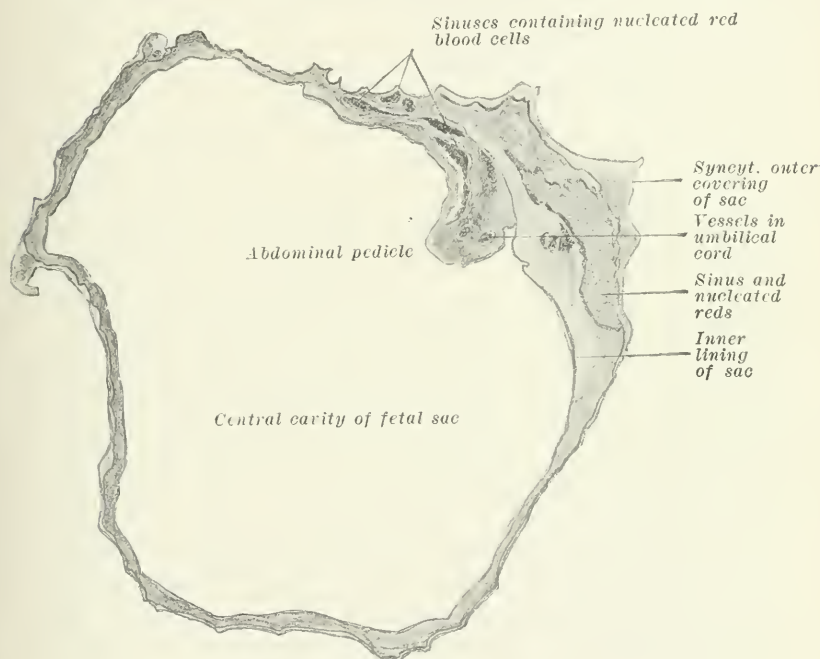 Sinuses containing nucleated red
blood cells
Syncyt. outer
covering
of sac
Vessels in
umbilical
cord
Abdominal pedicle
Sinus and
nucleated
reds
Inner
lining
of sac
Central cavity of fetal sac